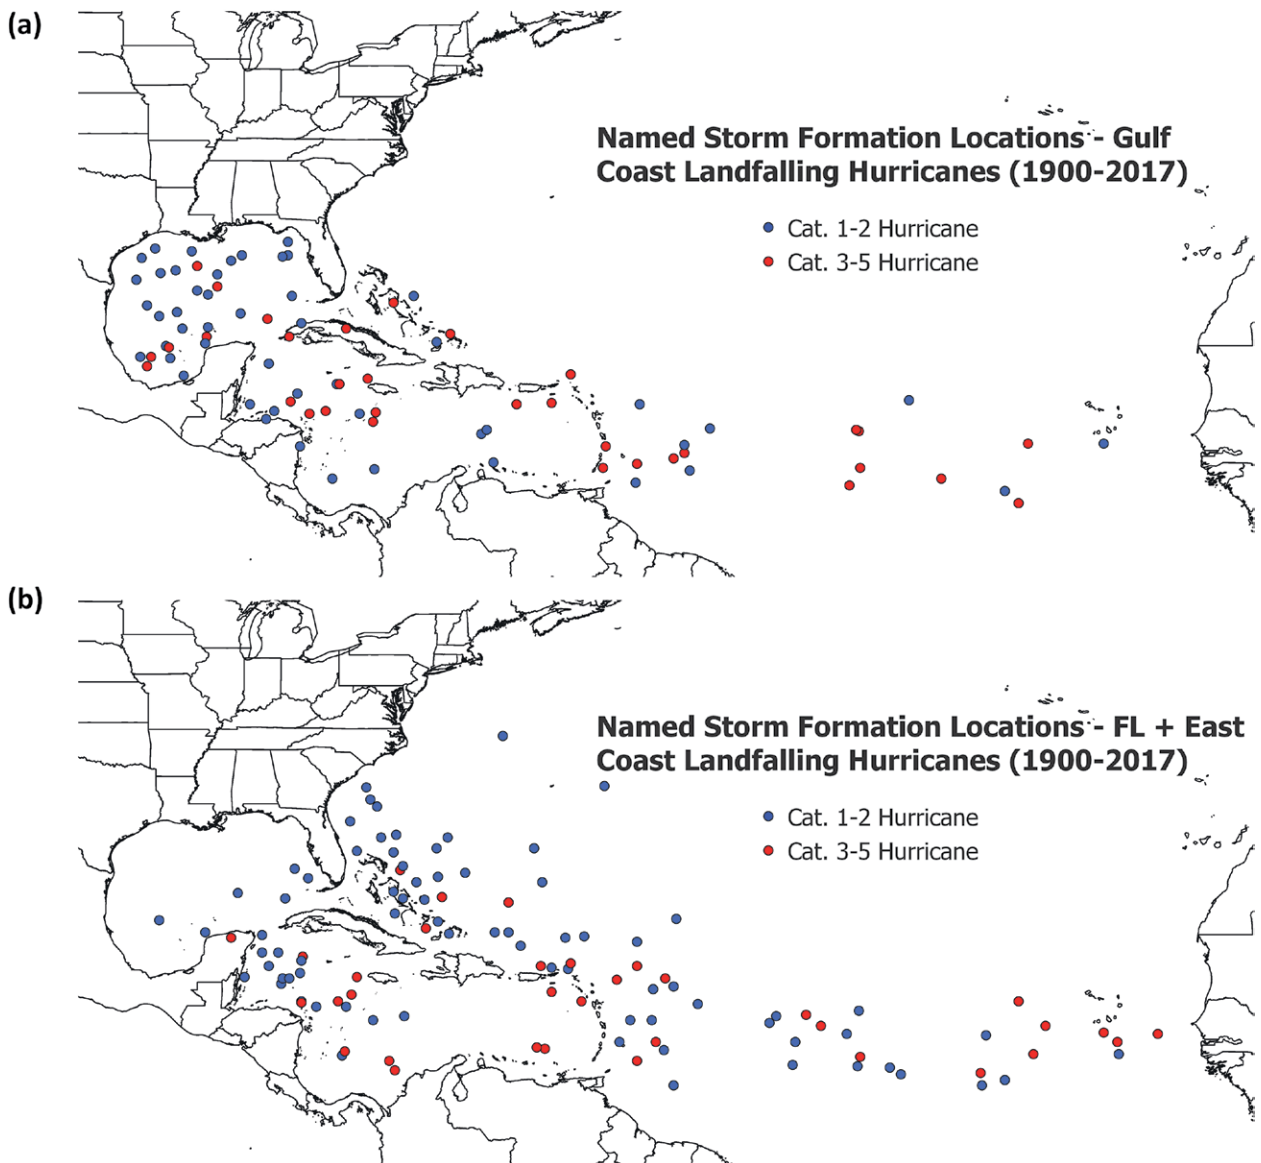 (a)
Named Storm Formation Locations - Gulf
Coast Landfalling Hurricanes (1900-2017)
Cat. 1-2 Hurricane
Cat. 3-5 Hurricane
(b)
Named Storm Formation Locations - FL + East
Coast Landfalling Hurricanes (1900-2017)
Cat. 1-2 Hurricane
Cat. 3-5 Hurricane